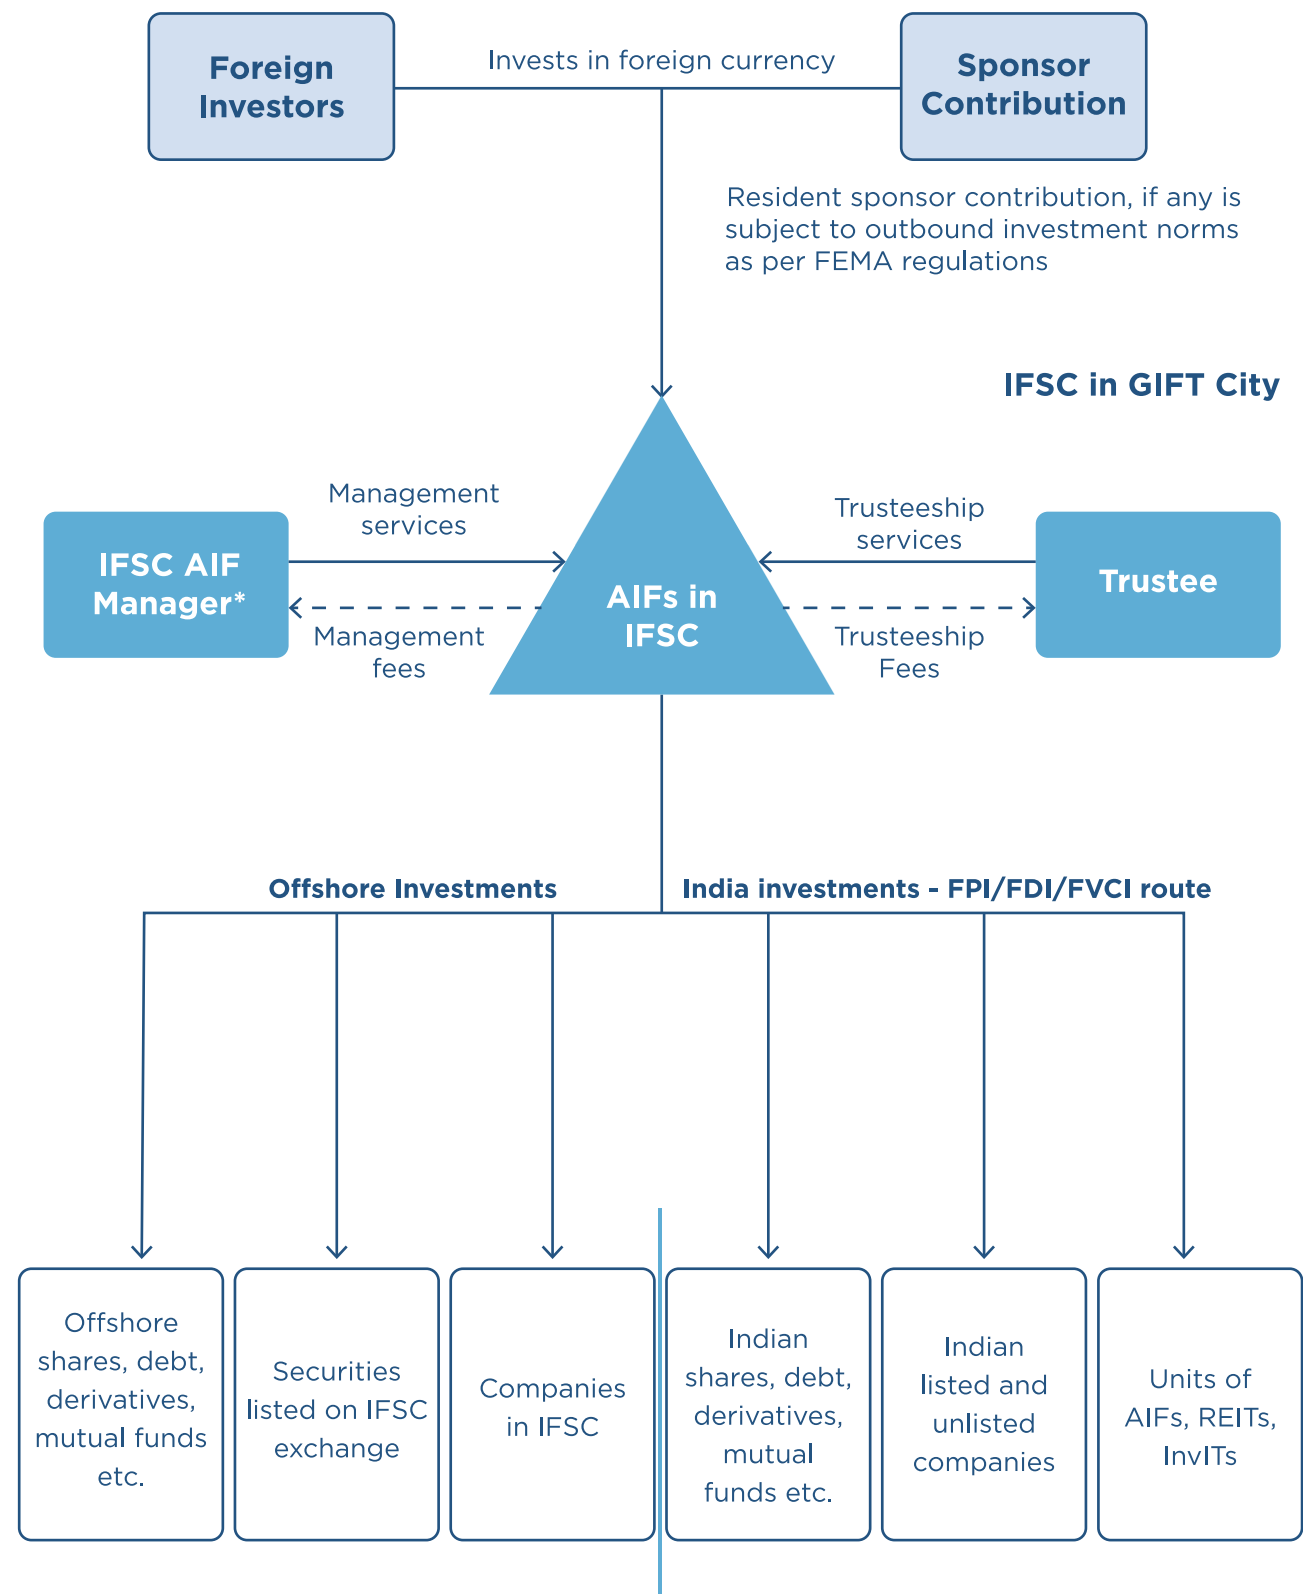 Foreign
Investors
Invests in foreign currency
Sponsor
Contribution
Resident sponsor contribution, if any is
subject to outbound investment norms
as per FEMA regulations
IFSC in GIFT City
Management
services
Trusteeship
services
IFSC AIF
Manager*
AIFs in
IFSC
Trustee
Management
fees
Trusteeship
Fees
Offshore Investments
India investments - FPI/FDI/FVCI route
Offshore
shares, debt,
derivatives,
mutual funds
etc.
Securities
listed on IFSC
exchange
Companies
in IFSC
Indian
shares, debt,
derivatives,
mutual
funds etc.
Indian
listed and
unlisted
companies
Units of
AIFs, REITs,
InvITs